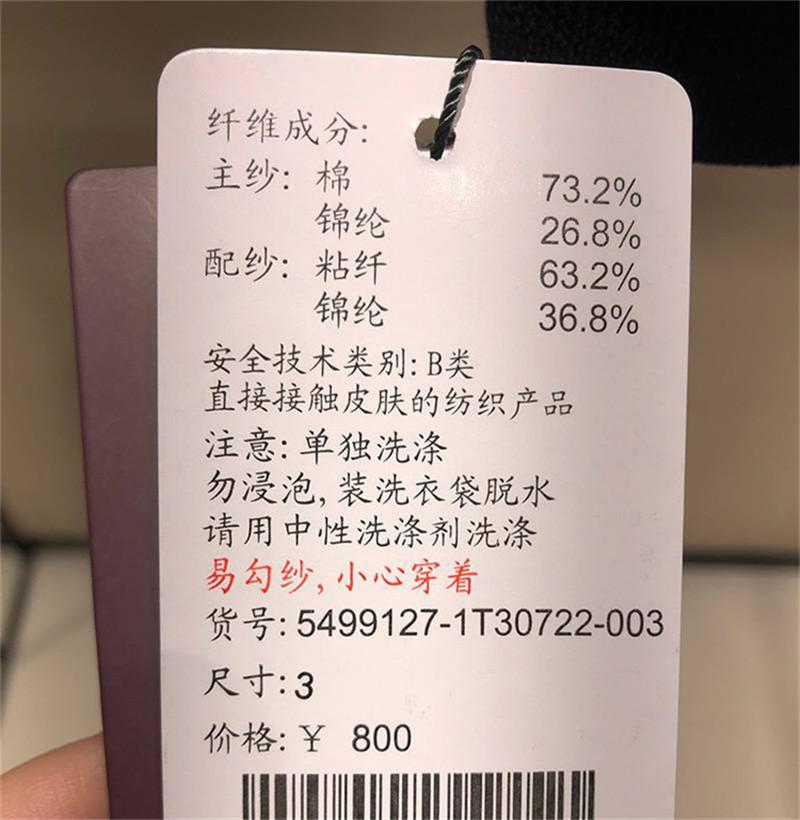 纤维成分:
主纱: 棉 73.2%
锦纶 26.8%
配纱: 粘纤 63.2%
锦纶 36.8%
安全技术类别: B类
直接接触皮肤的纺织产品
注意: 单独洗涤
勿浸泡, 装洗衣袋脱水
请用中性洗涤剂洗涤
易勾纱, 小心穿着
货号: 5499127-1T30722-003
尺寸: 3
价格: ¥ 800